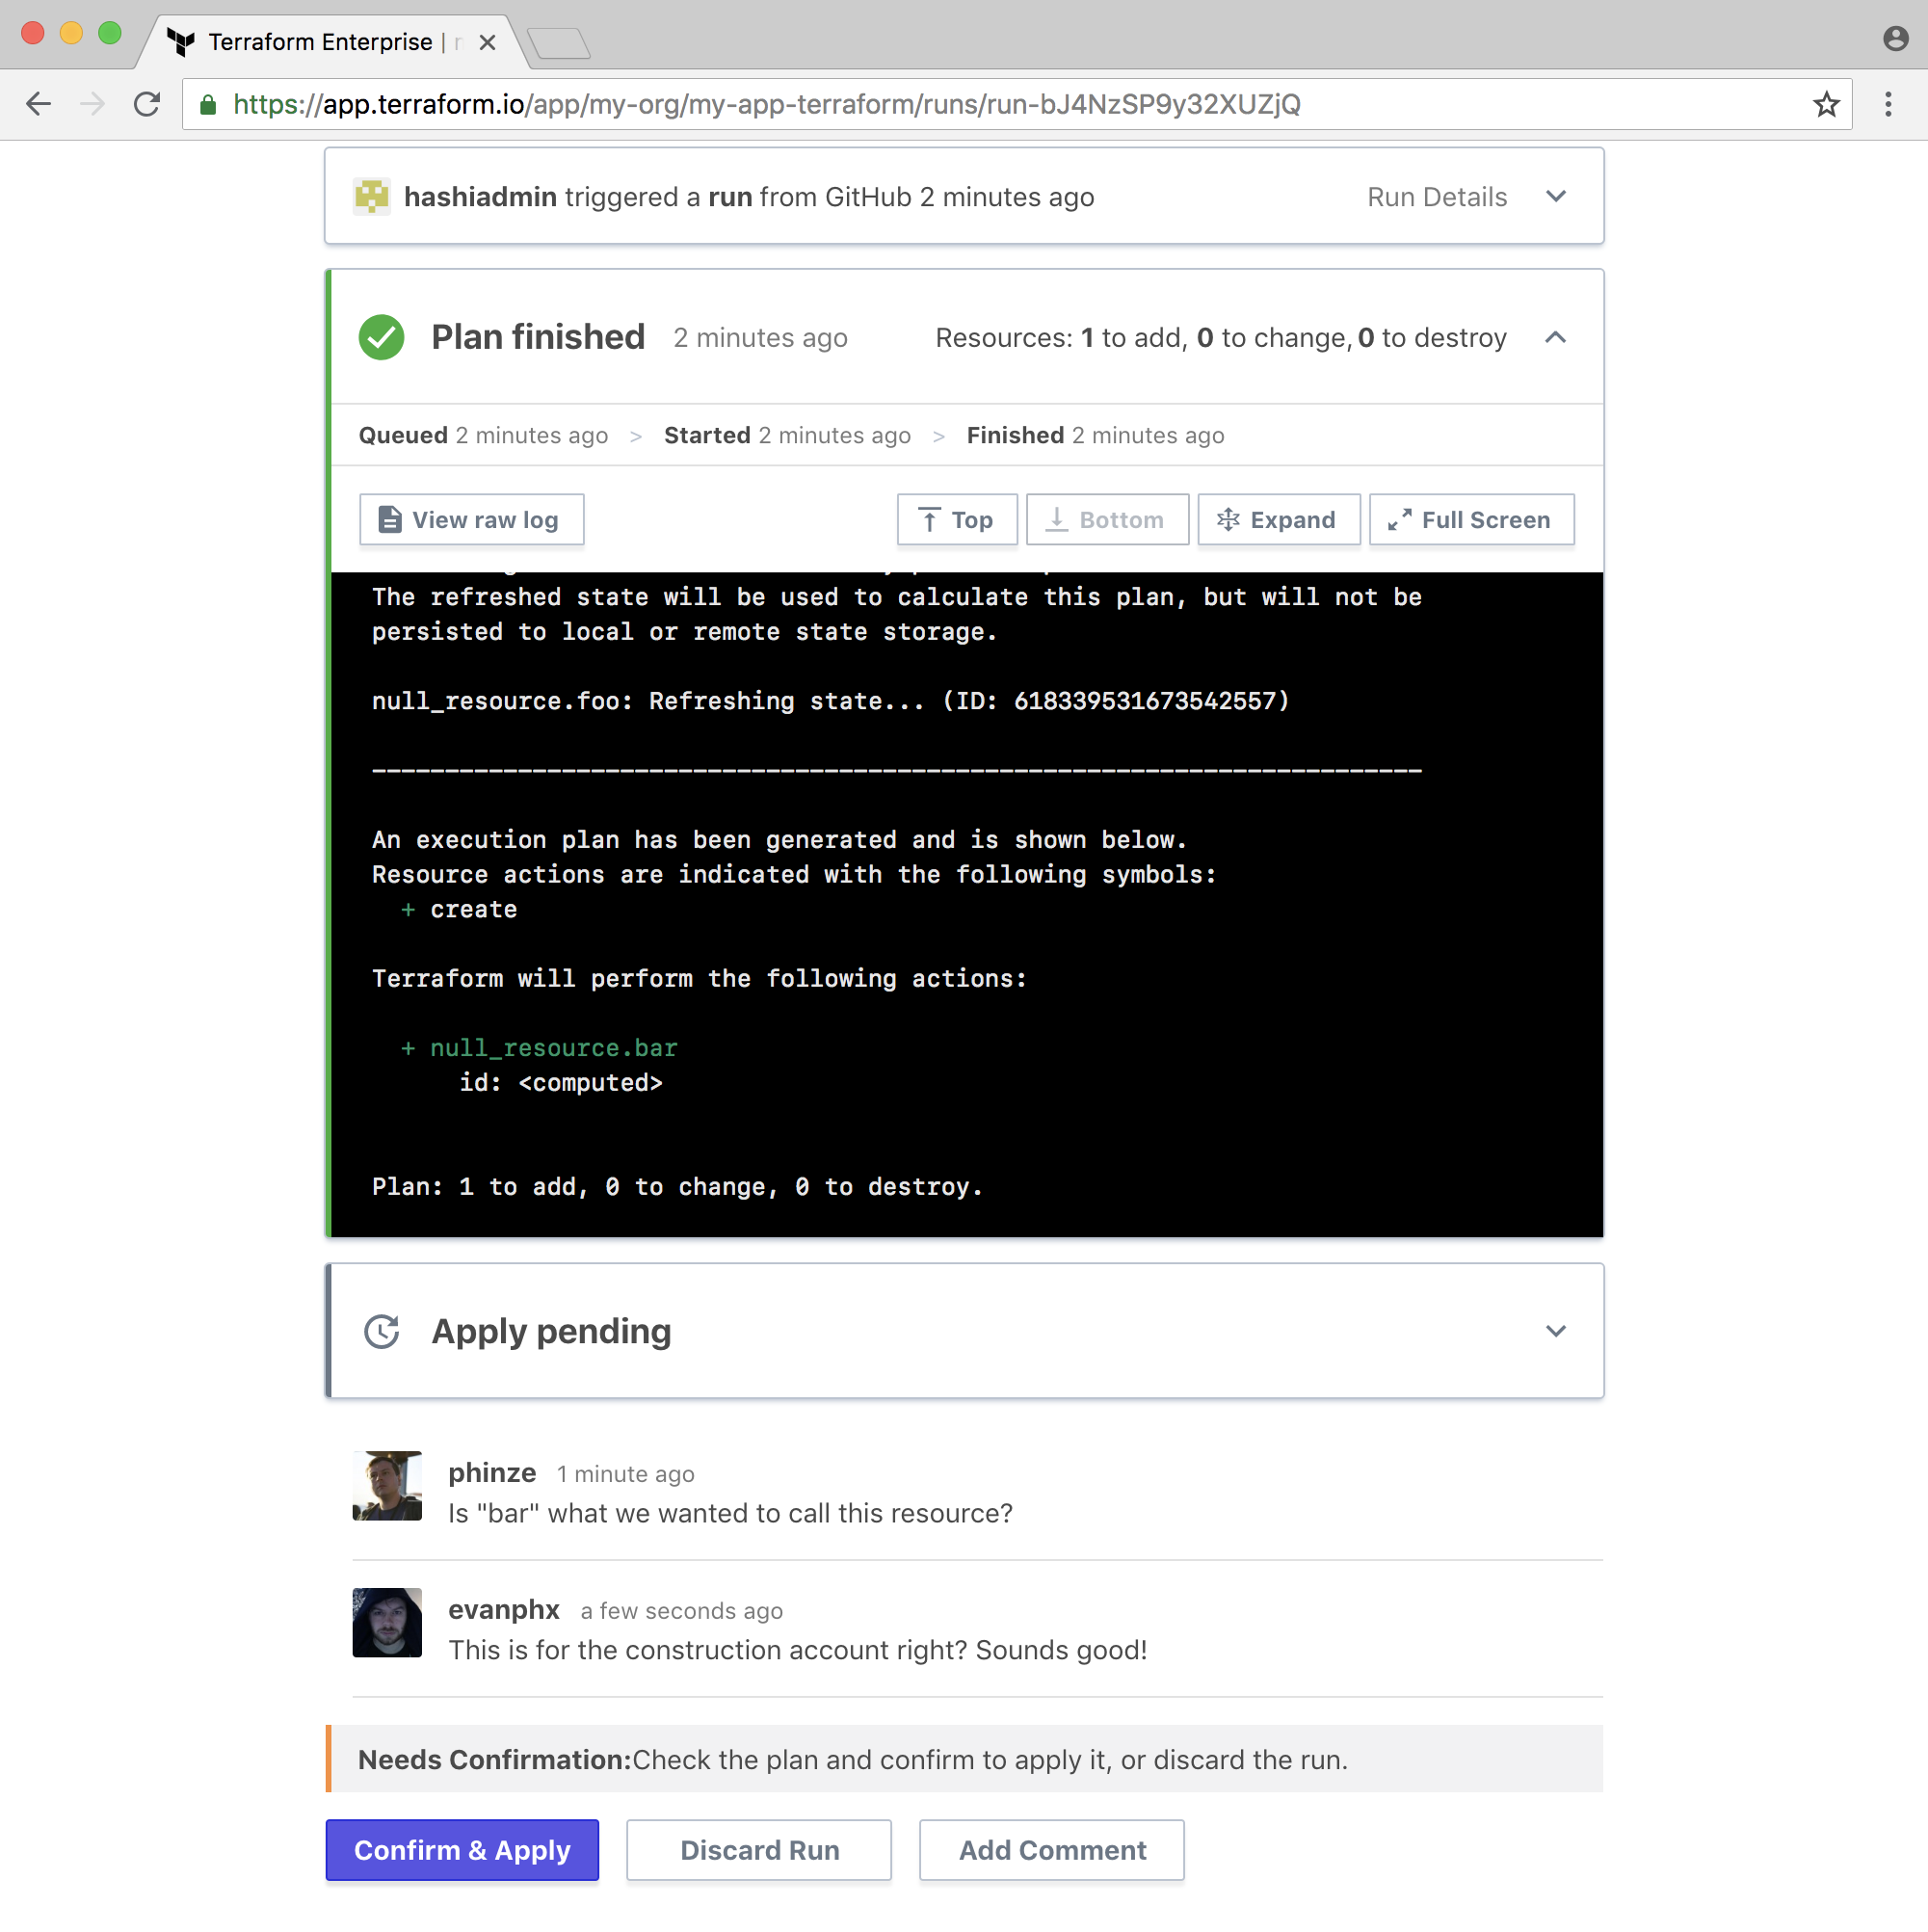 Terraform Enterprise |
https://app.terraform.io/app/my-org/my-app-terraform/runs/run-bJ4NzSP9y32XUZjQ
hashiadmin triggered a run from GitHub 2 minutes ago Run Details
Plan finished 2 minutes ago Resources: 1 to add, 0 to change, 0 to destroy
Queued 2 minutes ago > Started 2 minutes ago > Finished 2 minutes ago
View raw log Top Bottom Expand Full Screen
The refreshed state will be used to calculate this plan, but will not be
persisted to local or remote state storage.
null_resource.foo: Refreshing state... (ID: 618339531673542557)
------------------------------------------------------------------------
An execution plan has been generated and is shown below.
Resource actions are indicated with the following symbols:
+ create
Terraform will perform the following actions:
+ null_resource.bar
id: <computed>
Plan: 1 to add, 0 to change, 0 to destroy.
Apply pending
phinze 1 minute ago
Is "bar" what we wanted to call this resource?
evanphx a few seconds ago
This is for the construction account right? Sounds good!
Needs Confirmation:Check the plan and confirm to apply it, or discard the run.
Confirm & Apply Discard Run Add Comment